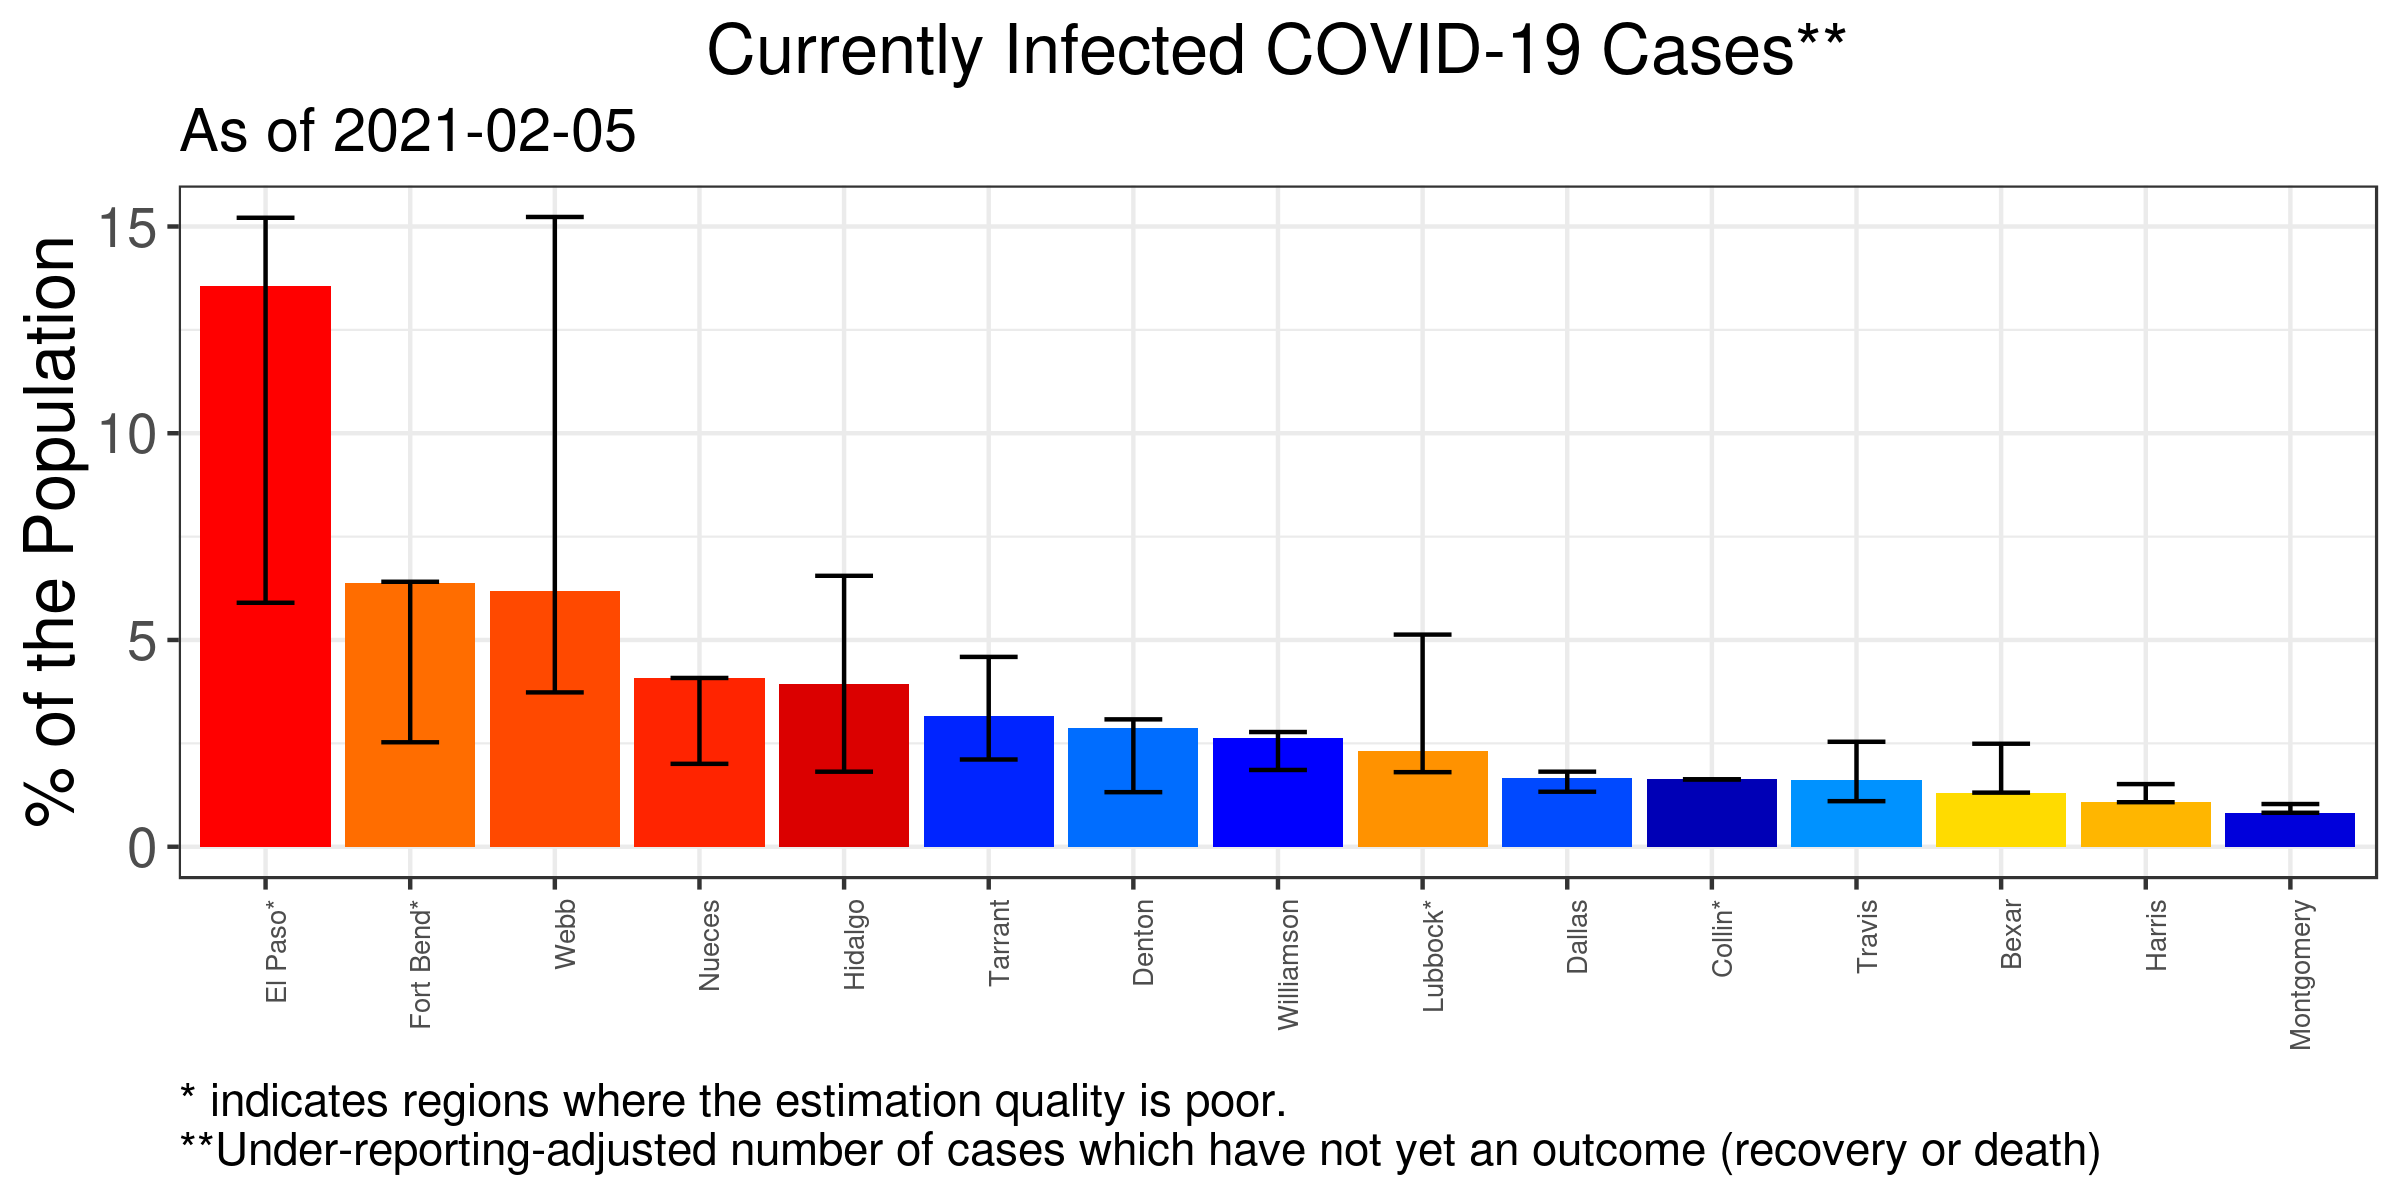 Currently Infected COVID-19 Cases**
As of 2021-02-05
% of the Population
15
10
5
0
El Paso*
Fort Bend*
Webb
Nueces
Hidalgo
Tarrant
Denton
Williamson
Lubbock*
Dallas
Collin*
Travis
Bexar
Harris
Montgomery
* indicates regions where the estimation quality is poor.
**Under-reporting-adjusted number of cases which have not yet an outcome (recovery or death)